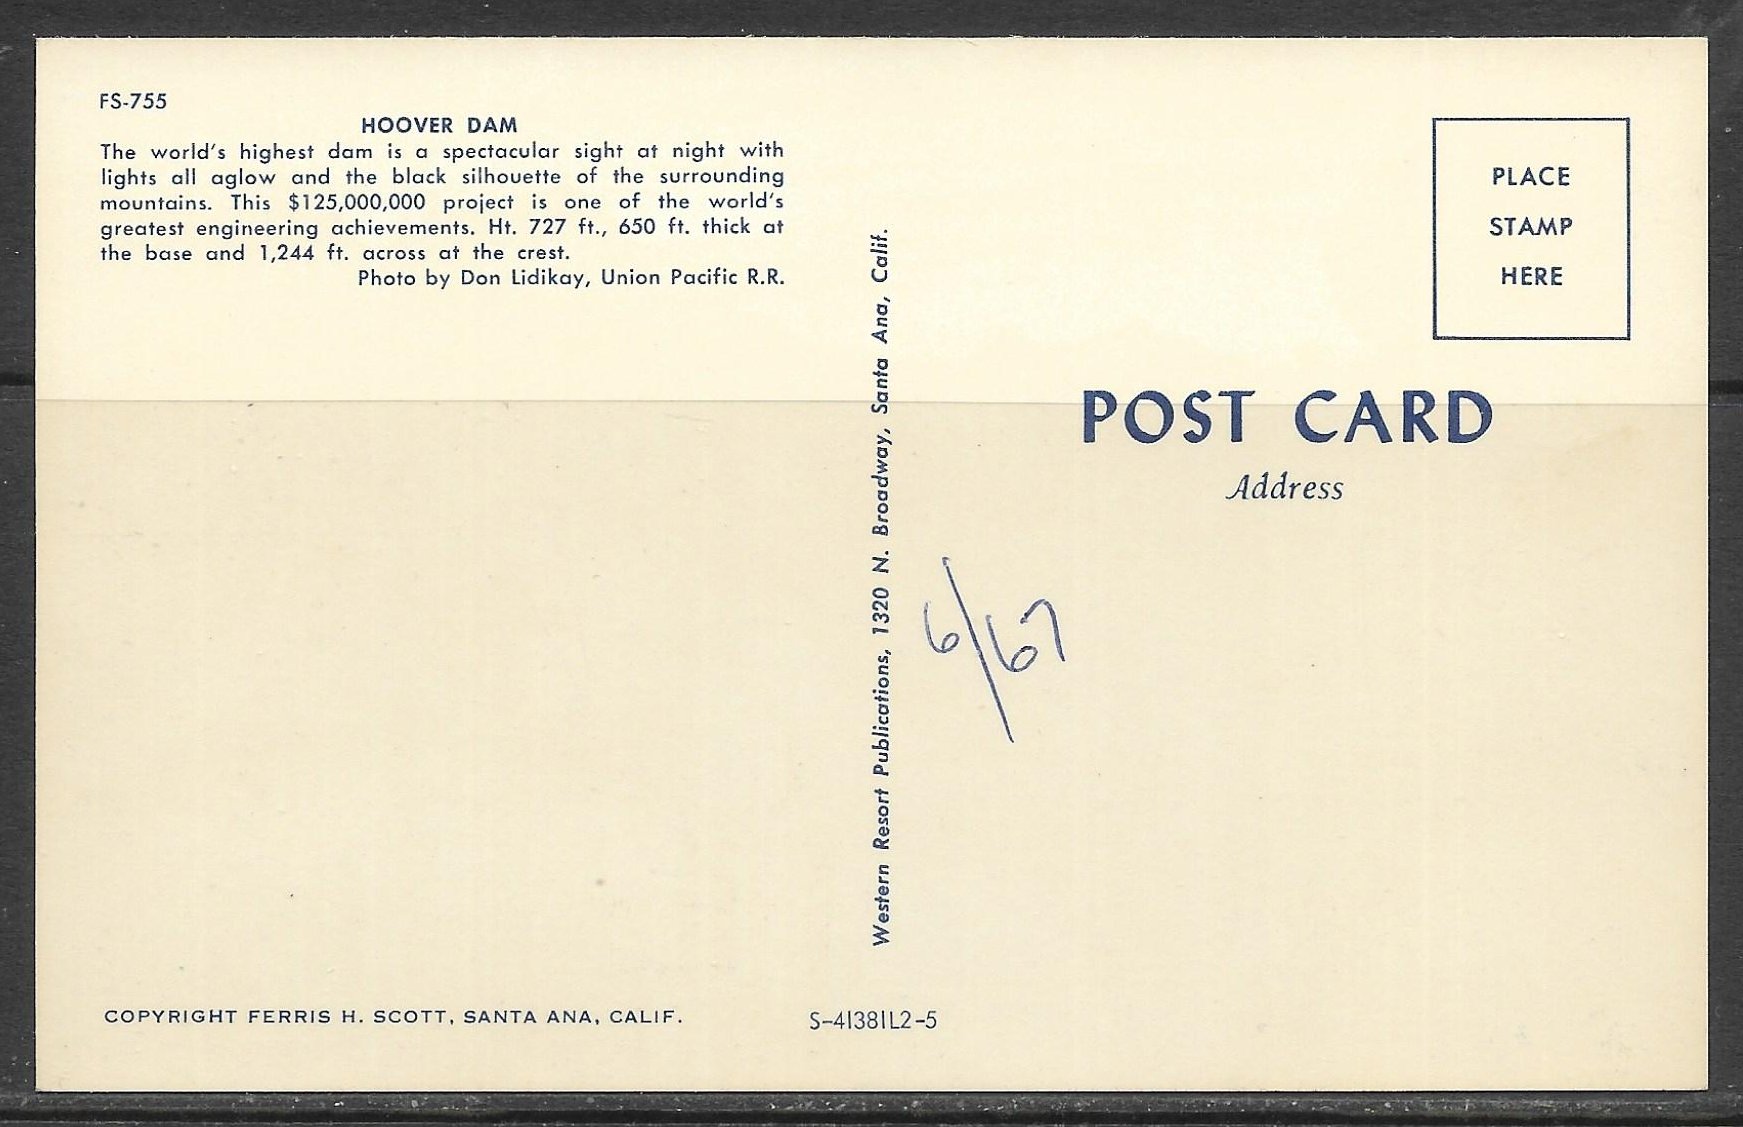 FS-755
HOOVER DAM
The world's highest dam is a spectacular sight at night with
lights all aglow and the black silhouette of the surrounding
mountains. This $125,000,000 project is one of the world's
greatest engineering achievements. Ht. 727 ft., 650 ft. thick at
the base and 1,244 ft. across at the crest.
Photo by Don Lidikay, Union Pacific R.R.
COPYRIGHT FERRIS H. SCOTT, SANTA ANA, CALIF.
S-41381L2-5
Western Resort Publications, 1320 N. Broadway, Santa Ana, Calif.
PLACE
STAMP
HERE
POST CARD
Address
6/67